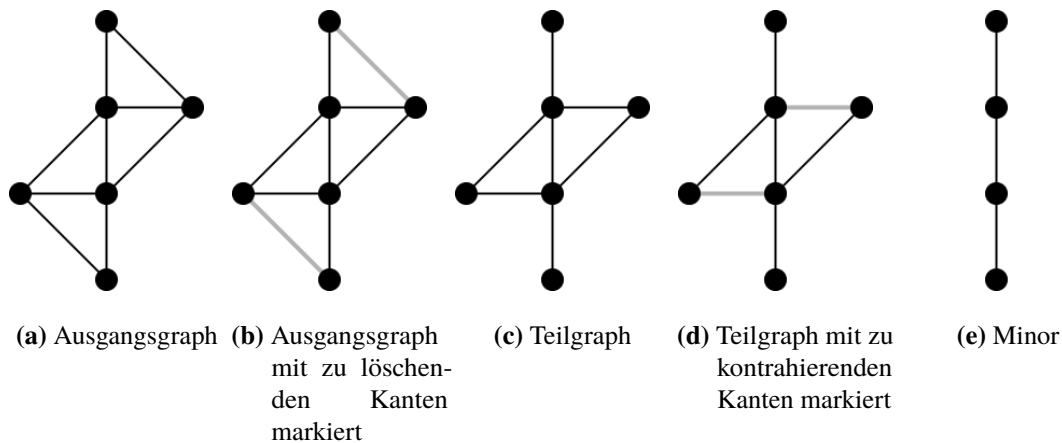 (a) Ausgangsgraph
(b) Ausgangsgraph
mit zu löschen-
den Kanten
markiert
(c) Teilgraph
(d) Teilgraph mit zu
kontrahierenden
Kanten markiert
(e) Minor